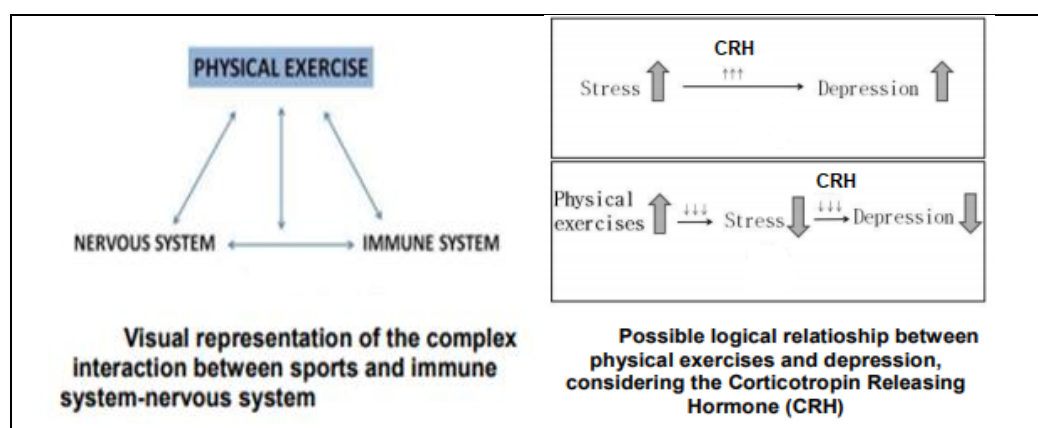 PHYSICAL EXERCISE
NERVOUS SYSTEM
IMMUNE SYSTEM
Visual representation of the complex
interaction between sports and immune
system-nervous system
CRH
↑↑↑
Stress
Depression
CRH
Physical
exercises
↓↓↓
Stress
↓↓↓
Depression
Possible logical relatioship between
physical exercises and depression,
considering the Corticotropin Releasing
Hormone (CRH)